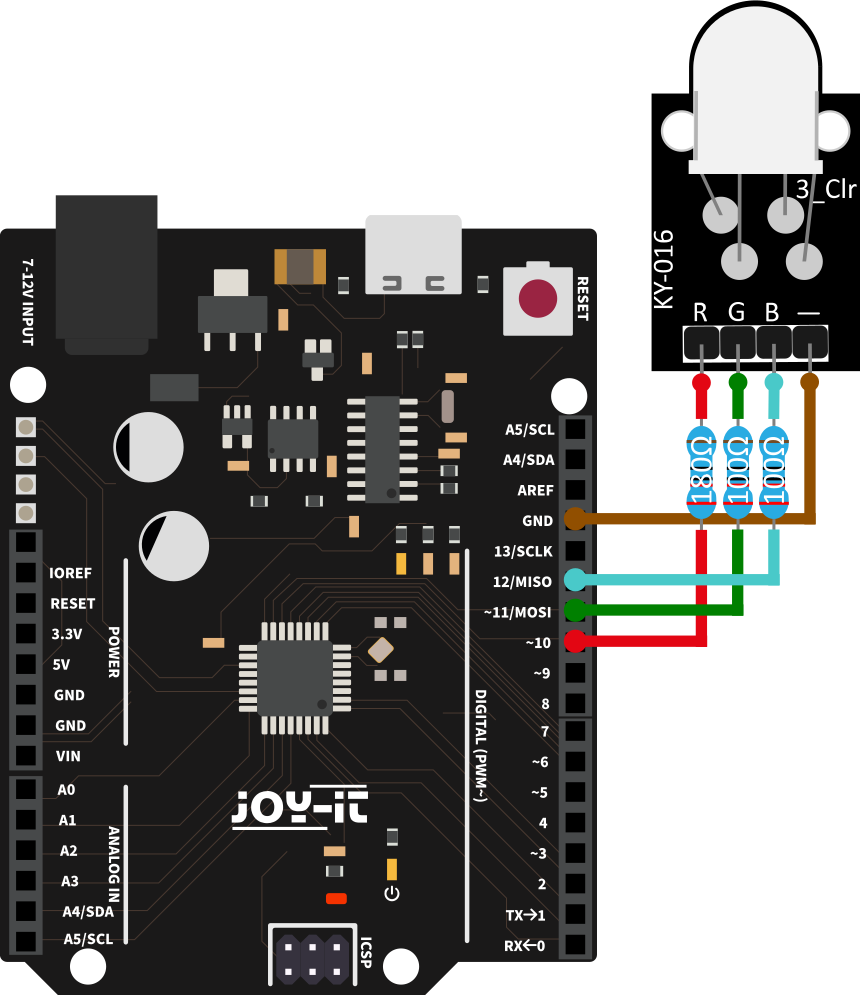 3_Clr
KY-016
R G B —
180Ω
100Ω
100Ω
7-12V INPUT
RESET
A5/SCL
A4/SDA
AREF
GND
13/SCLK
12/MISO
~11/MOSI
~10
~9
8
7
~6
~5
4
~3
2
TX→1
RX←0
DIGITAL (PWM~)
IOREF
RESET
3.3V
5V
GND
GND
VIN
POWER
A0
A1
A2
A3
A4/SDA
A5/SCL
ANALOG IN
JOY-iT
ICSP